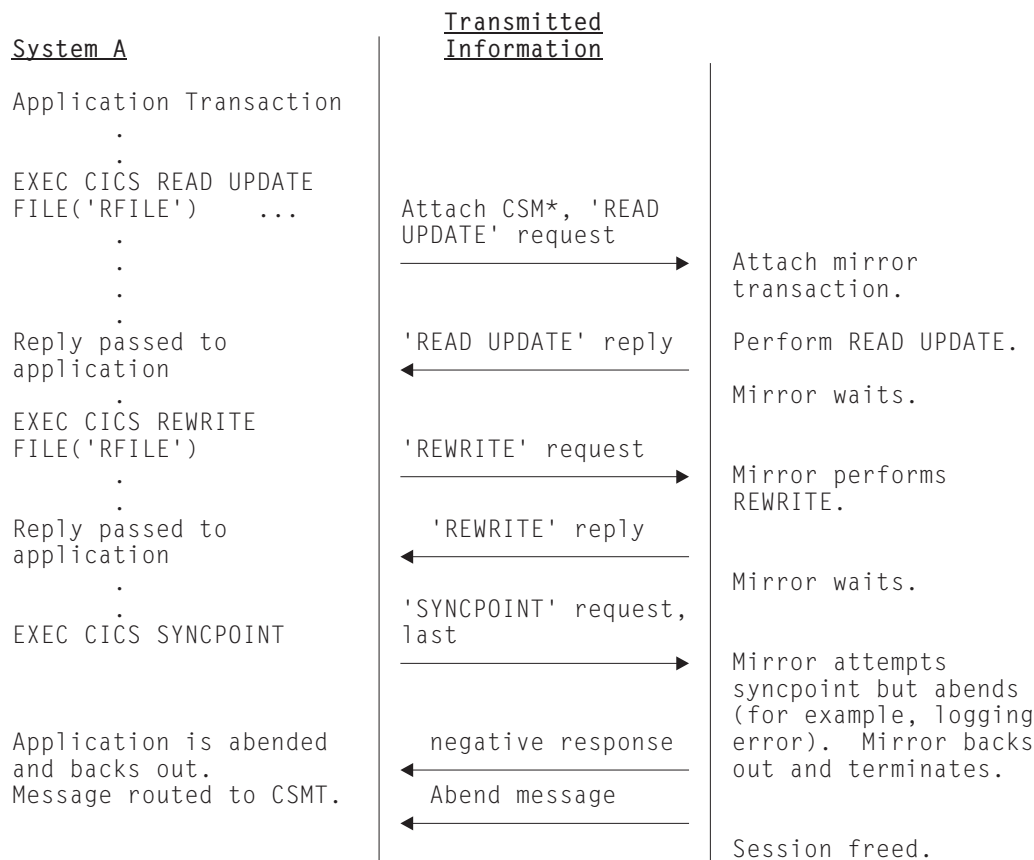 Transmitted
System A
Information
Application Transaction
.
.
EXEC CICS READ UPDATE
FILE('RFILE') ...
Attach CSM*, 'READ
UPDATE' request
.
.
.
.
Attach mirror
transaction.
Reply passed to
application
'READ UPDATE' reply
Perform READ UPDATE.
.
Mirror waits.
EXEC CICS REWRITE
FILE('RFILE')
'REWRITE' request
.
.
Mirror performs
REWRITE.
Reply passed to
application
'REWRITE' reply
.
.
Mirror waits.
EXEC CICS SYNCPOINT
'SYNCPOINT' request,
last
Mirror attempts
syncpoint but abends
(for example, logging
error). Mirror backs
out and terminates.
Application is abended
and backs out.
Message routed to CSMT.
negative response
Abend message
Session freed.